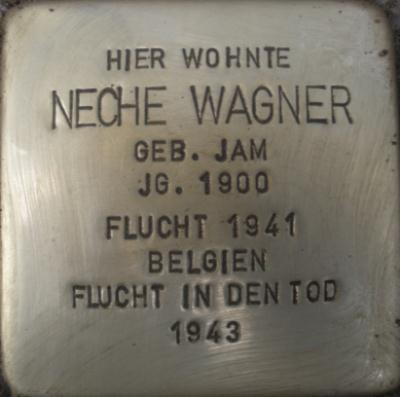 HIER WOHNTE
NECHE WAGNER
GEB. JAM
JG. 1900
FLUCHT 1941
BELGIEN
FLUCHT IN DEN TOD
1943